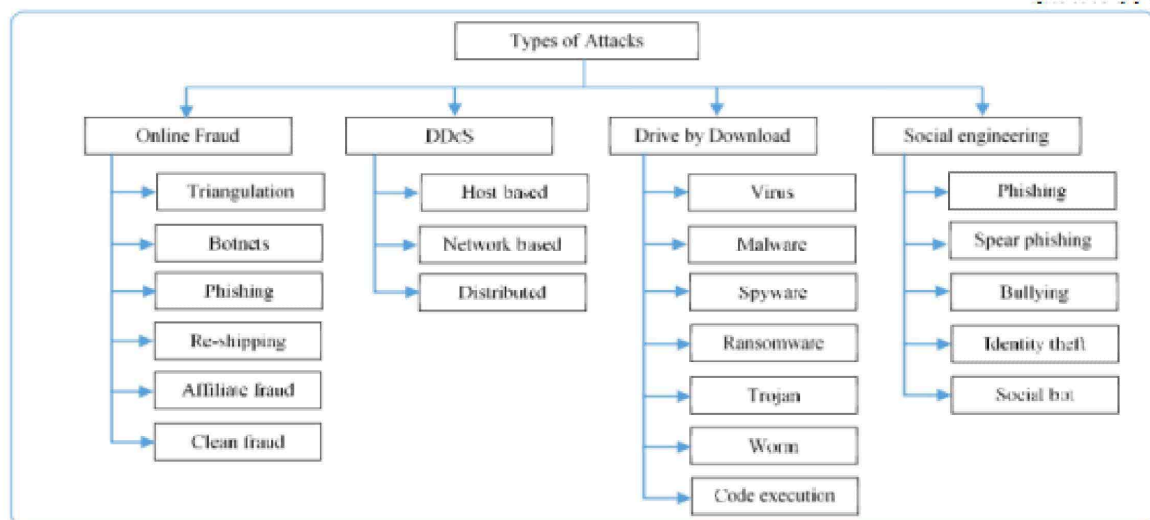 Types of Attacks
Online Fraud
Triangulation
Botnets
Phishing
Re-shipping
Affiliate fraud
Clean fraud
DDoS
Host based
Network based
Distributed
Drive by Download
Virus
Malware
Spyware
Ransomware
Trojan
Worm
Code execution
Social engineering
Phishing
Spear phishing
Bullying
Identity theft
Social bot